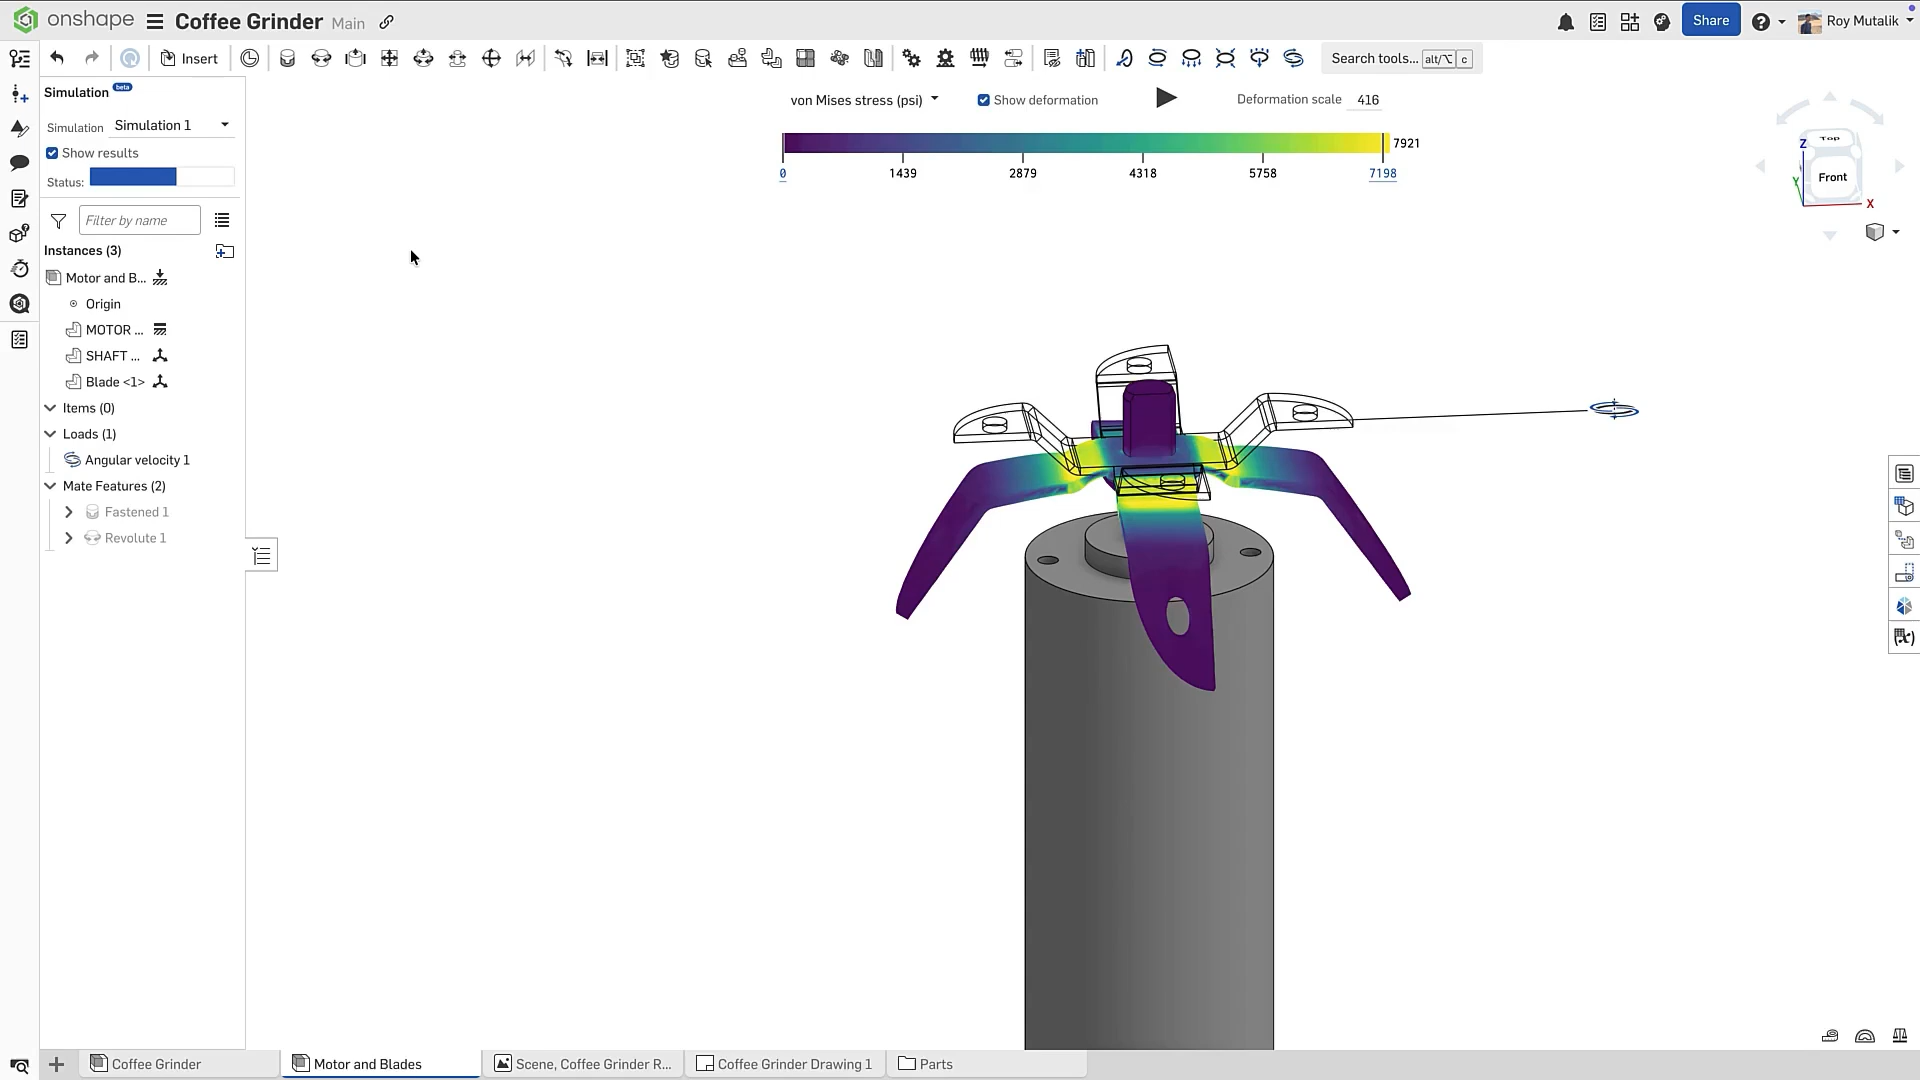 onshape Coffee Grinder Main Share Roy Mutalik
Insert Search tools... alt/⌥ c
Simulation beta
Simulation Simulation 1
Show results
Status:
Filter by name
Instances (3)
Motor and B...
Origin
MOTOR ...
SHAFT ...
Blade <1>
Items (0)
Loads (1)
Angular velocity 1
Mate Features (2)
Fastened 1
Revolute 1
von Mises stress (psi) Show deformation Deformation scale 416
7921
0 1439 2879 4318 5758 7198
Top
Z
Front
Y
X
Coffee Grinder Motor and Blades Scene, Coffee Grinder R... Coffee Grinder Drawing 1 Parts